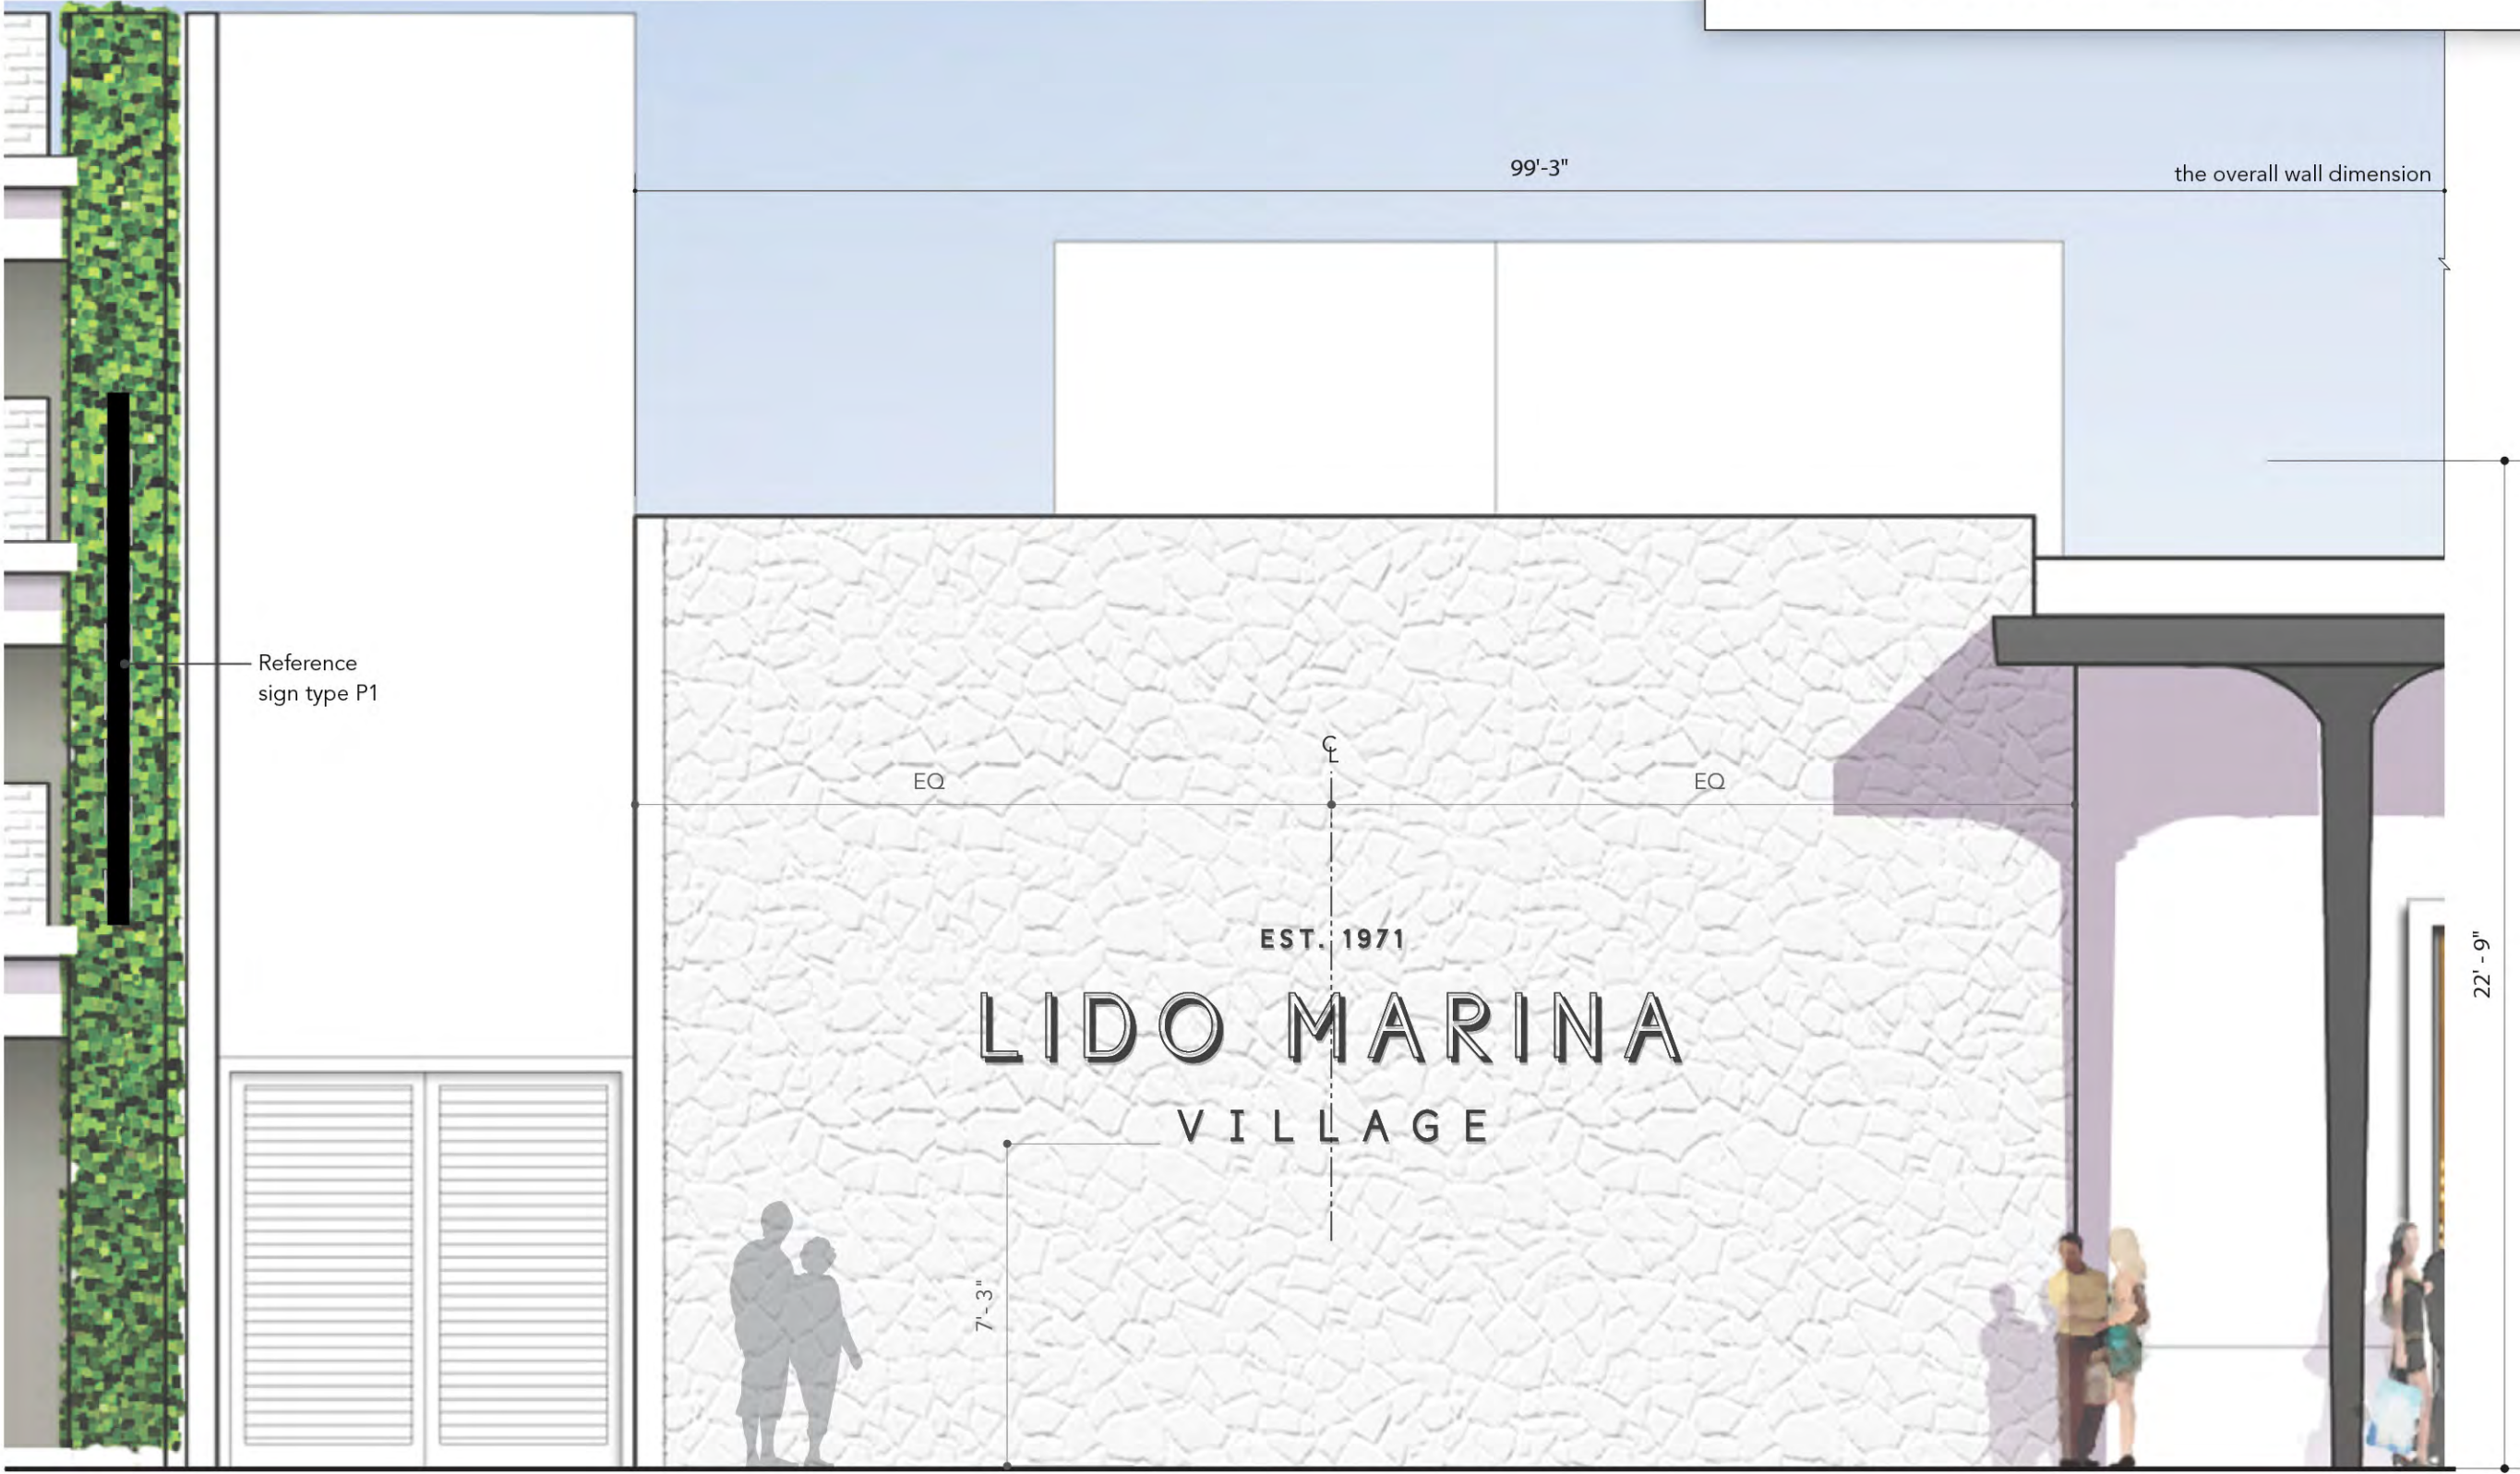 99'-3"
the overall wall dimension
Reference
sign type P1
℄
EQ
EQ
EST. 1971
LIDO MARINA
VILLAGE
22' - 9"
7' - 3"